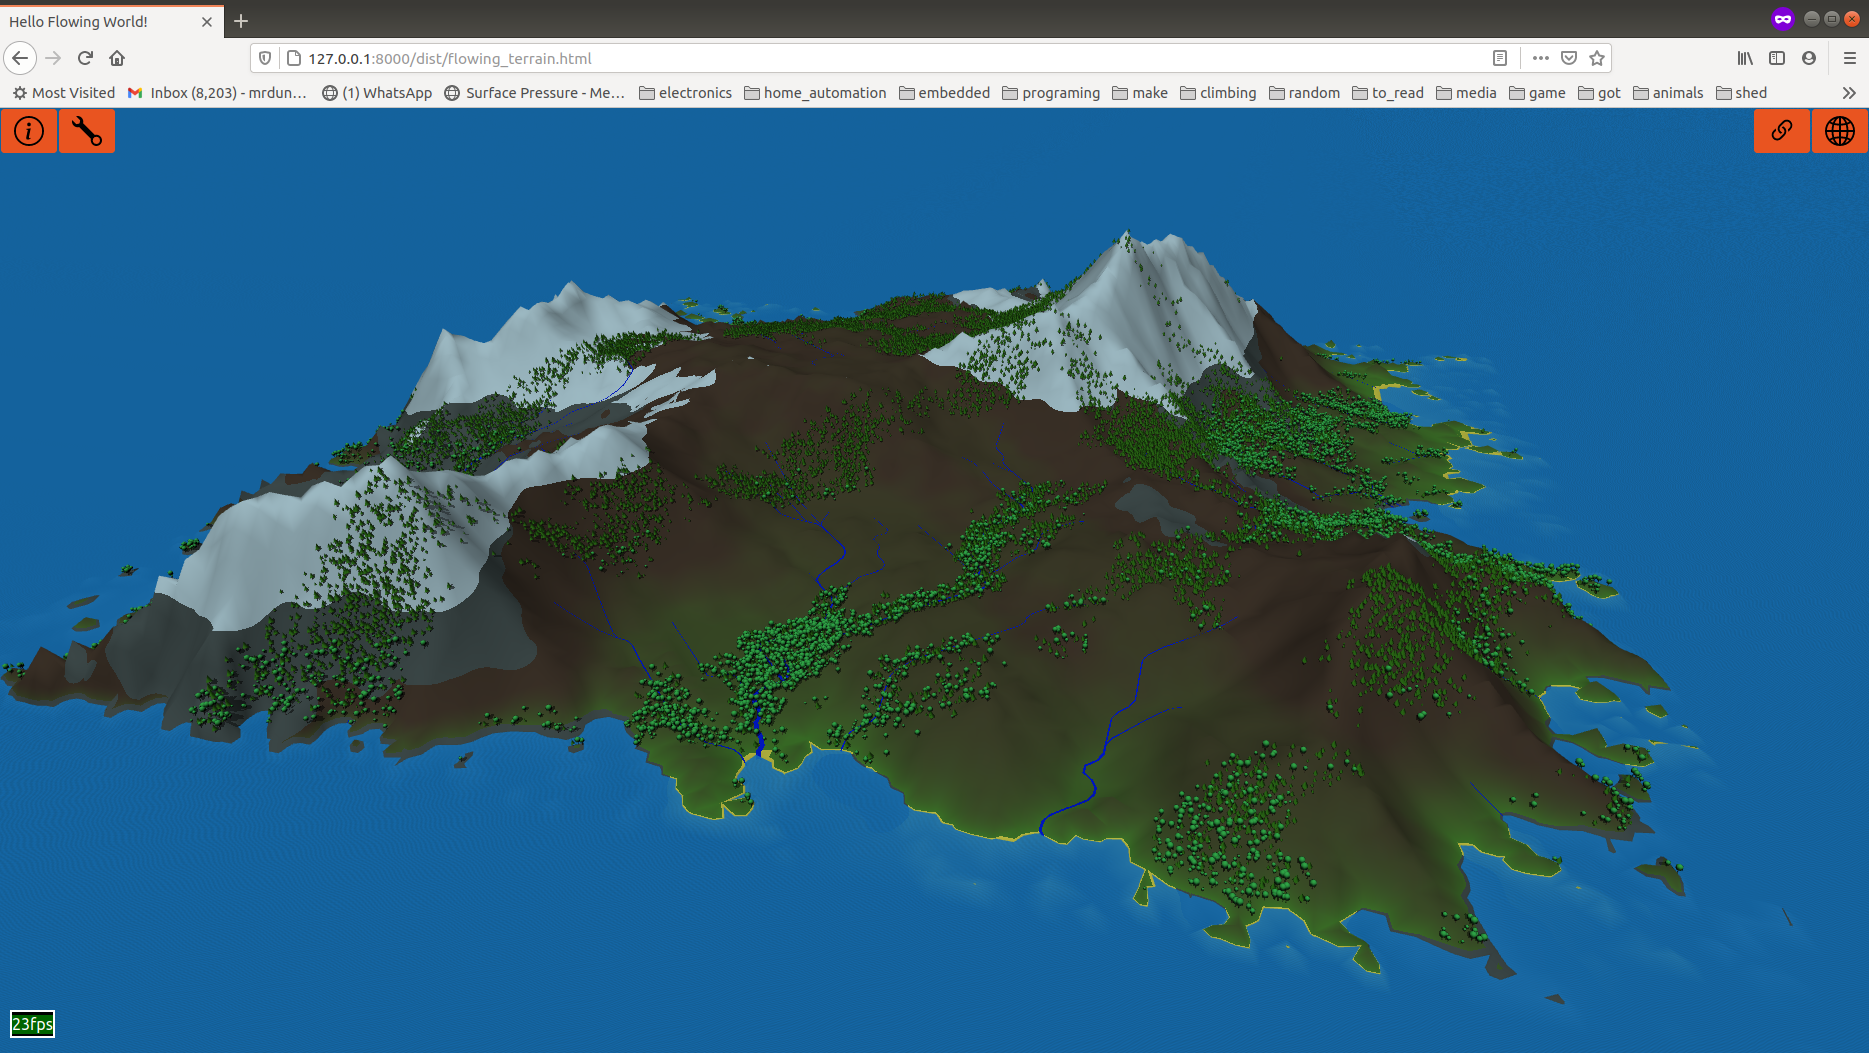 Hello Flowing World!
127.0.0.1:8000/dist/flowing_terrain.html
Most Visited Inbox (8,203) - mrdun… (1) WhatsApp Surface Pressure - Me… electronics home_automation embedded programing make climbing random to_read media game got animals shed
i
23fps